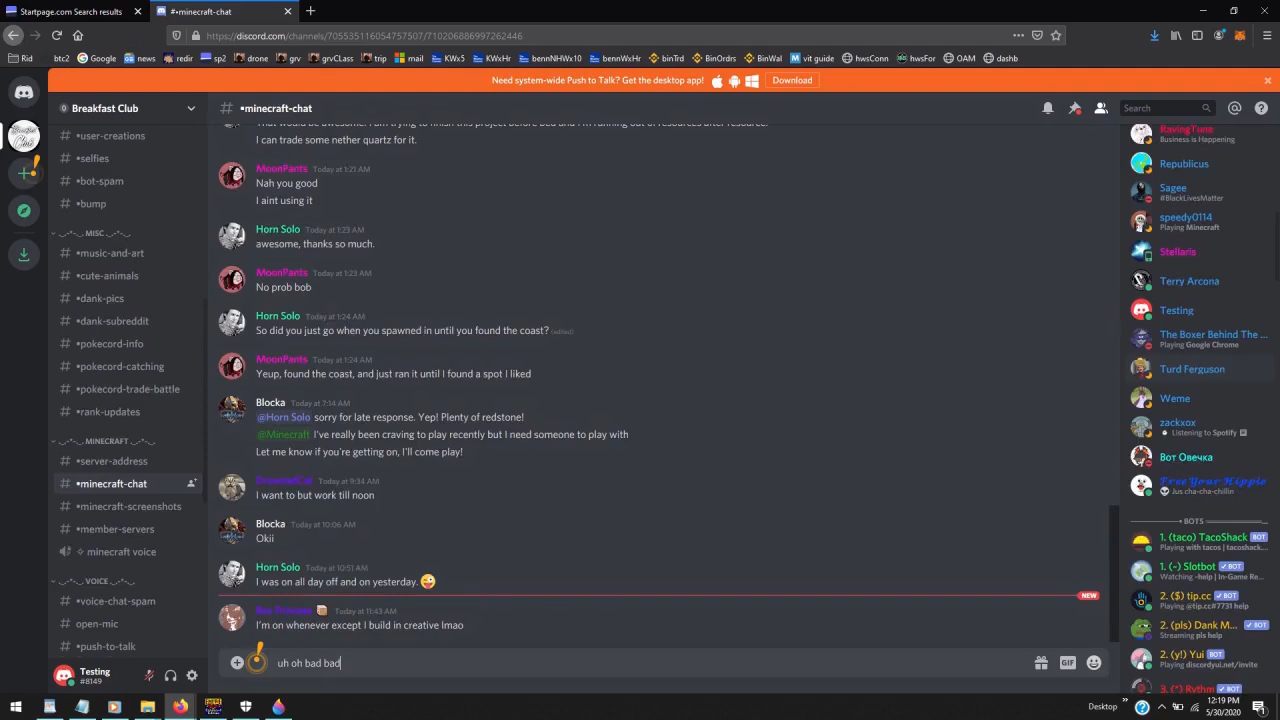 Startpage.com Search results
#•minecraft-chat
https://discord.com/channels/705535116054757507/710206886997262446
Rid
btc2
Google
news
redir
sp2
drone
grv
grvCLass
trip
mail
KWx5
KWxHr
bennNHWx10
bennWxHr
binTrd
BinOrdrs
BinWal
vit guide
hwsConn
hwsFor
OAM
dashb
Need system-wide Push to Talk? Get the desktop app!
Download
Breakfast Club
•minecraft-chat
Search
•user-creations
•selfies
•bot-spam
•bump
_.-•-._ MISC _.-•-._
•music-and-art
•cute-animals
•dank-pics
•dank-subreddit
•pokecord-info
•pokecord-catching
•pokecord-trade-battle
•rank-updates
_.-•-._ MINECRAFT _.-•-._
•server-address
•minecraft-chat
•minecraft-screenshots
•member-servers
✧ minecraft voice
_.-•-._ VOICE _.-•-._
•voice-chat-spam
open-mic
•push-to-talk
Testing
#8149
That would be awesome. I am trying to finish this project before bed and I'm running out of resources after resource.
I can trade some nether quartz for it.
MoonPants Today at 1:21 AM
Nah you good
I aint using it
Horn Solo Today at 1:23 AM
awesome, thanks so much.
MoonPants Today at 1:23 AM
No prob bob
Horn Solo Today at 1:24 AM
So did you just go when you spawned in until you found the coast? (edited)
MoonPants Today at 1:24 AM
Yeup, found the coast, and just ran it until I found a spot I liked
Blocka Today at 7:14 AM
@Horn Solo sorry for late response. Yep! Plenty of redstone!
@Minecraft I've really been craving to play recently but I need someone to play with
Let me know if you're getting on, I'll come play!
Today at 9:34 AM
I want to but work till noon
Blocka Today at 10:06 AM
Okii
Horn Solo Today at 10:51 AM
I was on all day off and on yesterday. 😜
NEW
Today at 11:43 AM
I'm on whenever except I build in creative lmao
uh oh bad bad
GIF
RavingTune
Business is Happening
Republicus
Sagee
#BlackLivesMatter
speedy0114
Playing Minecraft
Stellaris
Terry Arcona
Testing
The Boxer Behind The ...
Playing Google Chrome
Turd Ferguson
Weme
zackxox
Listening to Spotify
Вот Овечка
𝓕𝓻𝓮𝓮 𝓨𝓸𝓾𝓻 𝓗𝓲𝓹𝓹𝓲𝓮
💀 Jus cha-cha-chillin
BOTS
1. (taco) TacoShack BOT
Playing with tacos | tacoshack...
1. (~) Slotbot BOT
Watching ~help | In-Game Re...
2. ($) tip.cc BOT
Playing @tip.cc#7731 help
2. (pls) Dank M... BOT
Streaming pls help
2. (y!) Yui BOT
Playing discordyui.net/invite
3. (*) Rythm BOT
Desktop
12:19 PM
5/30/2020